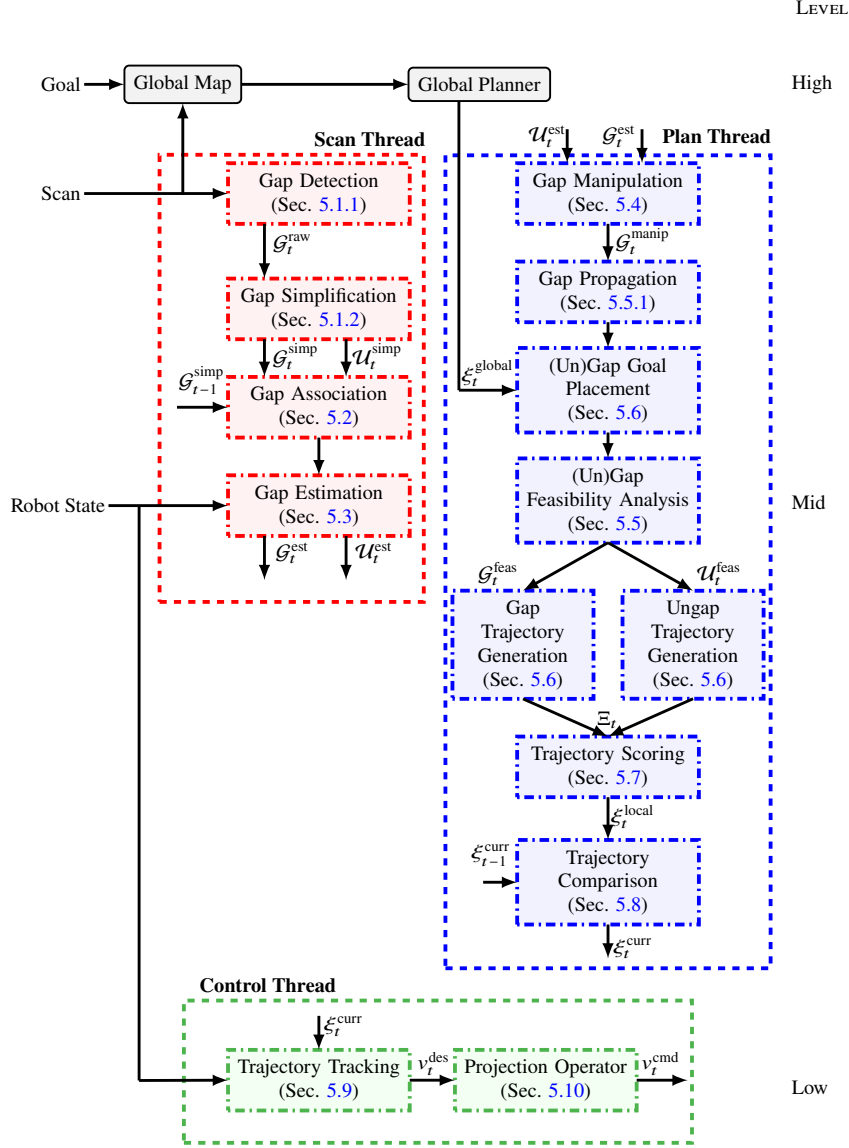 LEVEL
Goal
Global Map
Global Planner
High
Scan Thread
𝒰_t^est
𝒢_t^est
Plan Thread
Scan
Gap Detection
(Sec. 5.1.1)
𝒢_t^raw
Gap Simplification
(Sec. 5.1.2)
𝒢_t^simp
𝒰_t^simp
𝒢_{t−1}^simp
Gap Association
(Sec. 5.2)
Robot State
Gap Estimation
(Sec. 5.3)
𝒢_t^est
𝒰_t^est
Gap Manipulation
(Sec. 5.4)
𝒢_t^manip
Gap Propagation
(Sec. 5.5.1)
ξ_t^global
(Un)Gap Goal
Placement
(Sec. 5.6)
(Un)Gap
Feasibility Analysis
(Sec. 5.5)
Mid
𝒢_t^feas
𝒰_t^feas
Gap
Trajectory
Generation
(Sec. 5.6)
Ungap
Trajectory
Generation
(Sec. 5.6)
Ξ_t
Trajectory Scoring
(Sec. 5.7)
ξ_t^local
ξ_{t−1}^curr
Trajectory
Comparison
(Sec. 5.8)
ξ_t^curr
Control Thread
ξ_t^curr
Trajectory Tracking
(Sec. 5.9)
v_t^des
Projection Operator
(Sec. 5.10)
v_t^cmd
Low